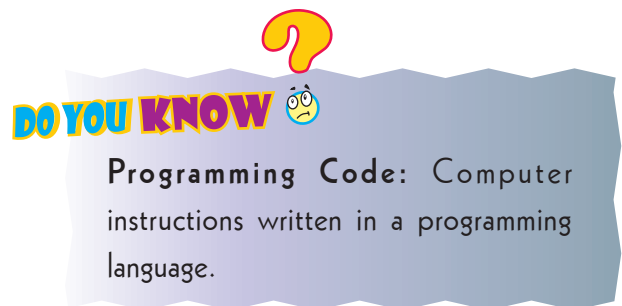 ?
DO YOU KNOW
Programming Code: Computer
instructions written in a programming
language.